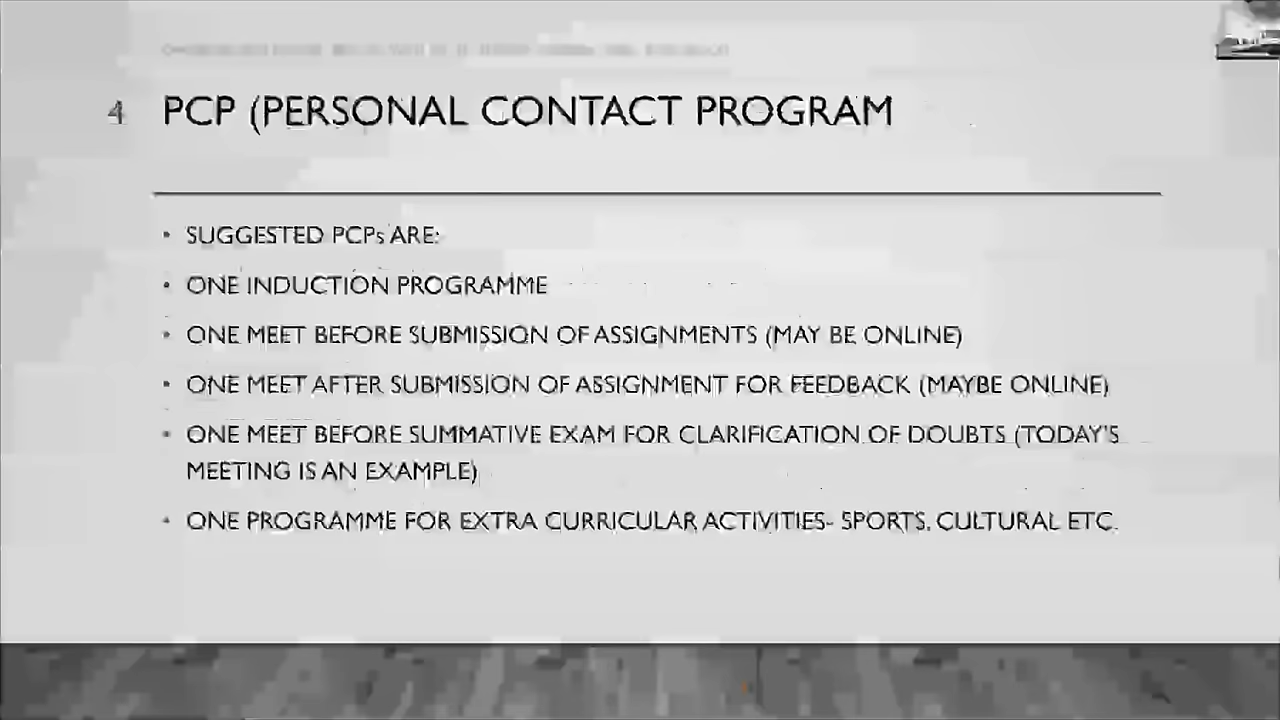 4 PCP (PERSONAL CONTACT PROGRAM
• SUGGESTED PCPs ARE:
• ONE INDUCTION PROGRAMME
• ONE MEET BEFORE SUBMISSION OF ASSIGNMENTS (MAY BE ONLINE)
• ONE MEET AFTER SUBMISSION OF ASSIGNMENT FOR FEEDBACK (MAYBE ONLINE)
• ONE MEET BEFORE SUMMATIVE EXAM FOR CLARIFICATION OF DOUBTS (TODAY'S
MEETING IS AN EXAMPLE)
• ONE PROGRAMME FOR EXTRA CURRICULAR ACTIVITIES- SPORTS, CULTURAL ETC.